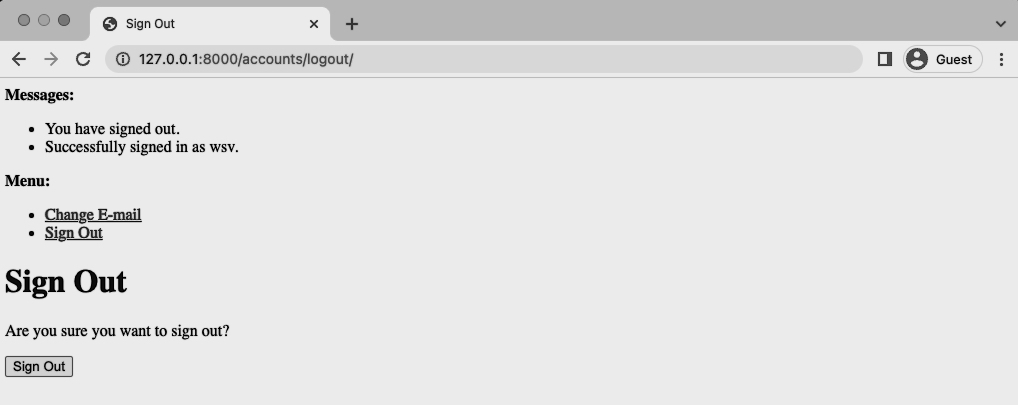 Sign Out
127.0.0.1:8000/accounts/logout/
Guest
Messages:
You have signed out.
Successfully signed in as wsv.
Menu:
Change E-mail
Sign Out
Sign Out
Are you sure you want to sign out?
Sign Out